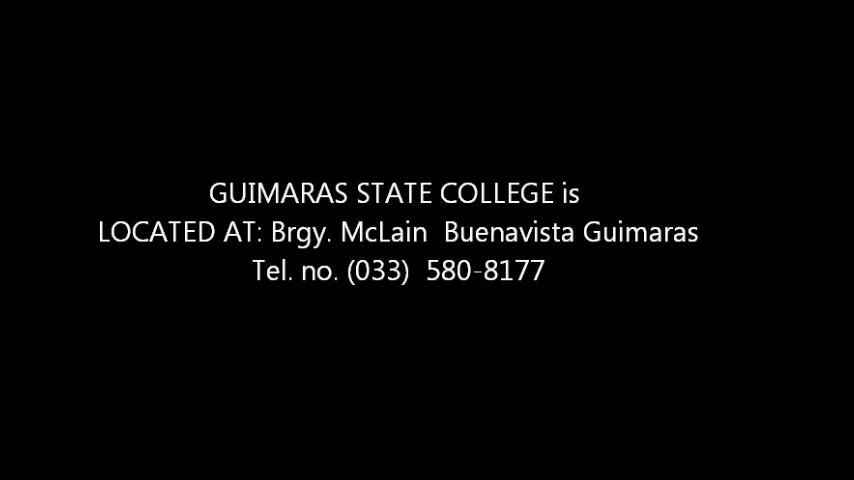 GUIMARAS STATE COLLEGE is
LOCATED AT: Brgy. McLain  Buenavista Guimaras
Tel. no. (033)  580-8177